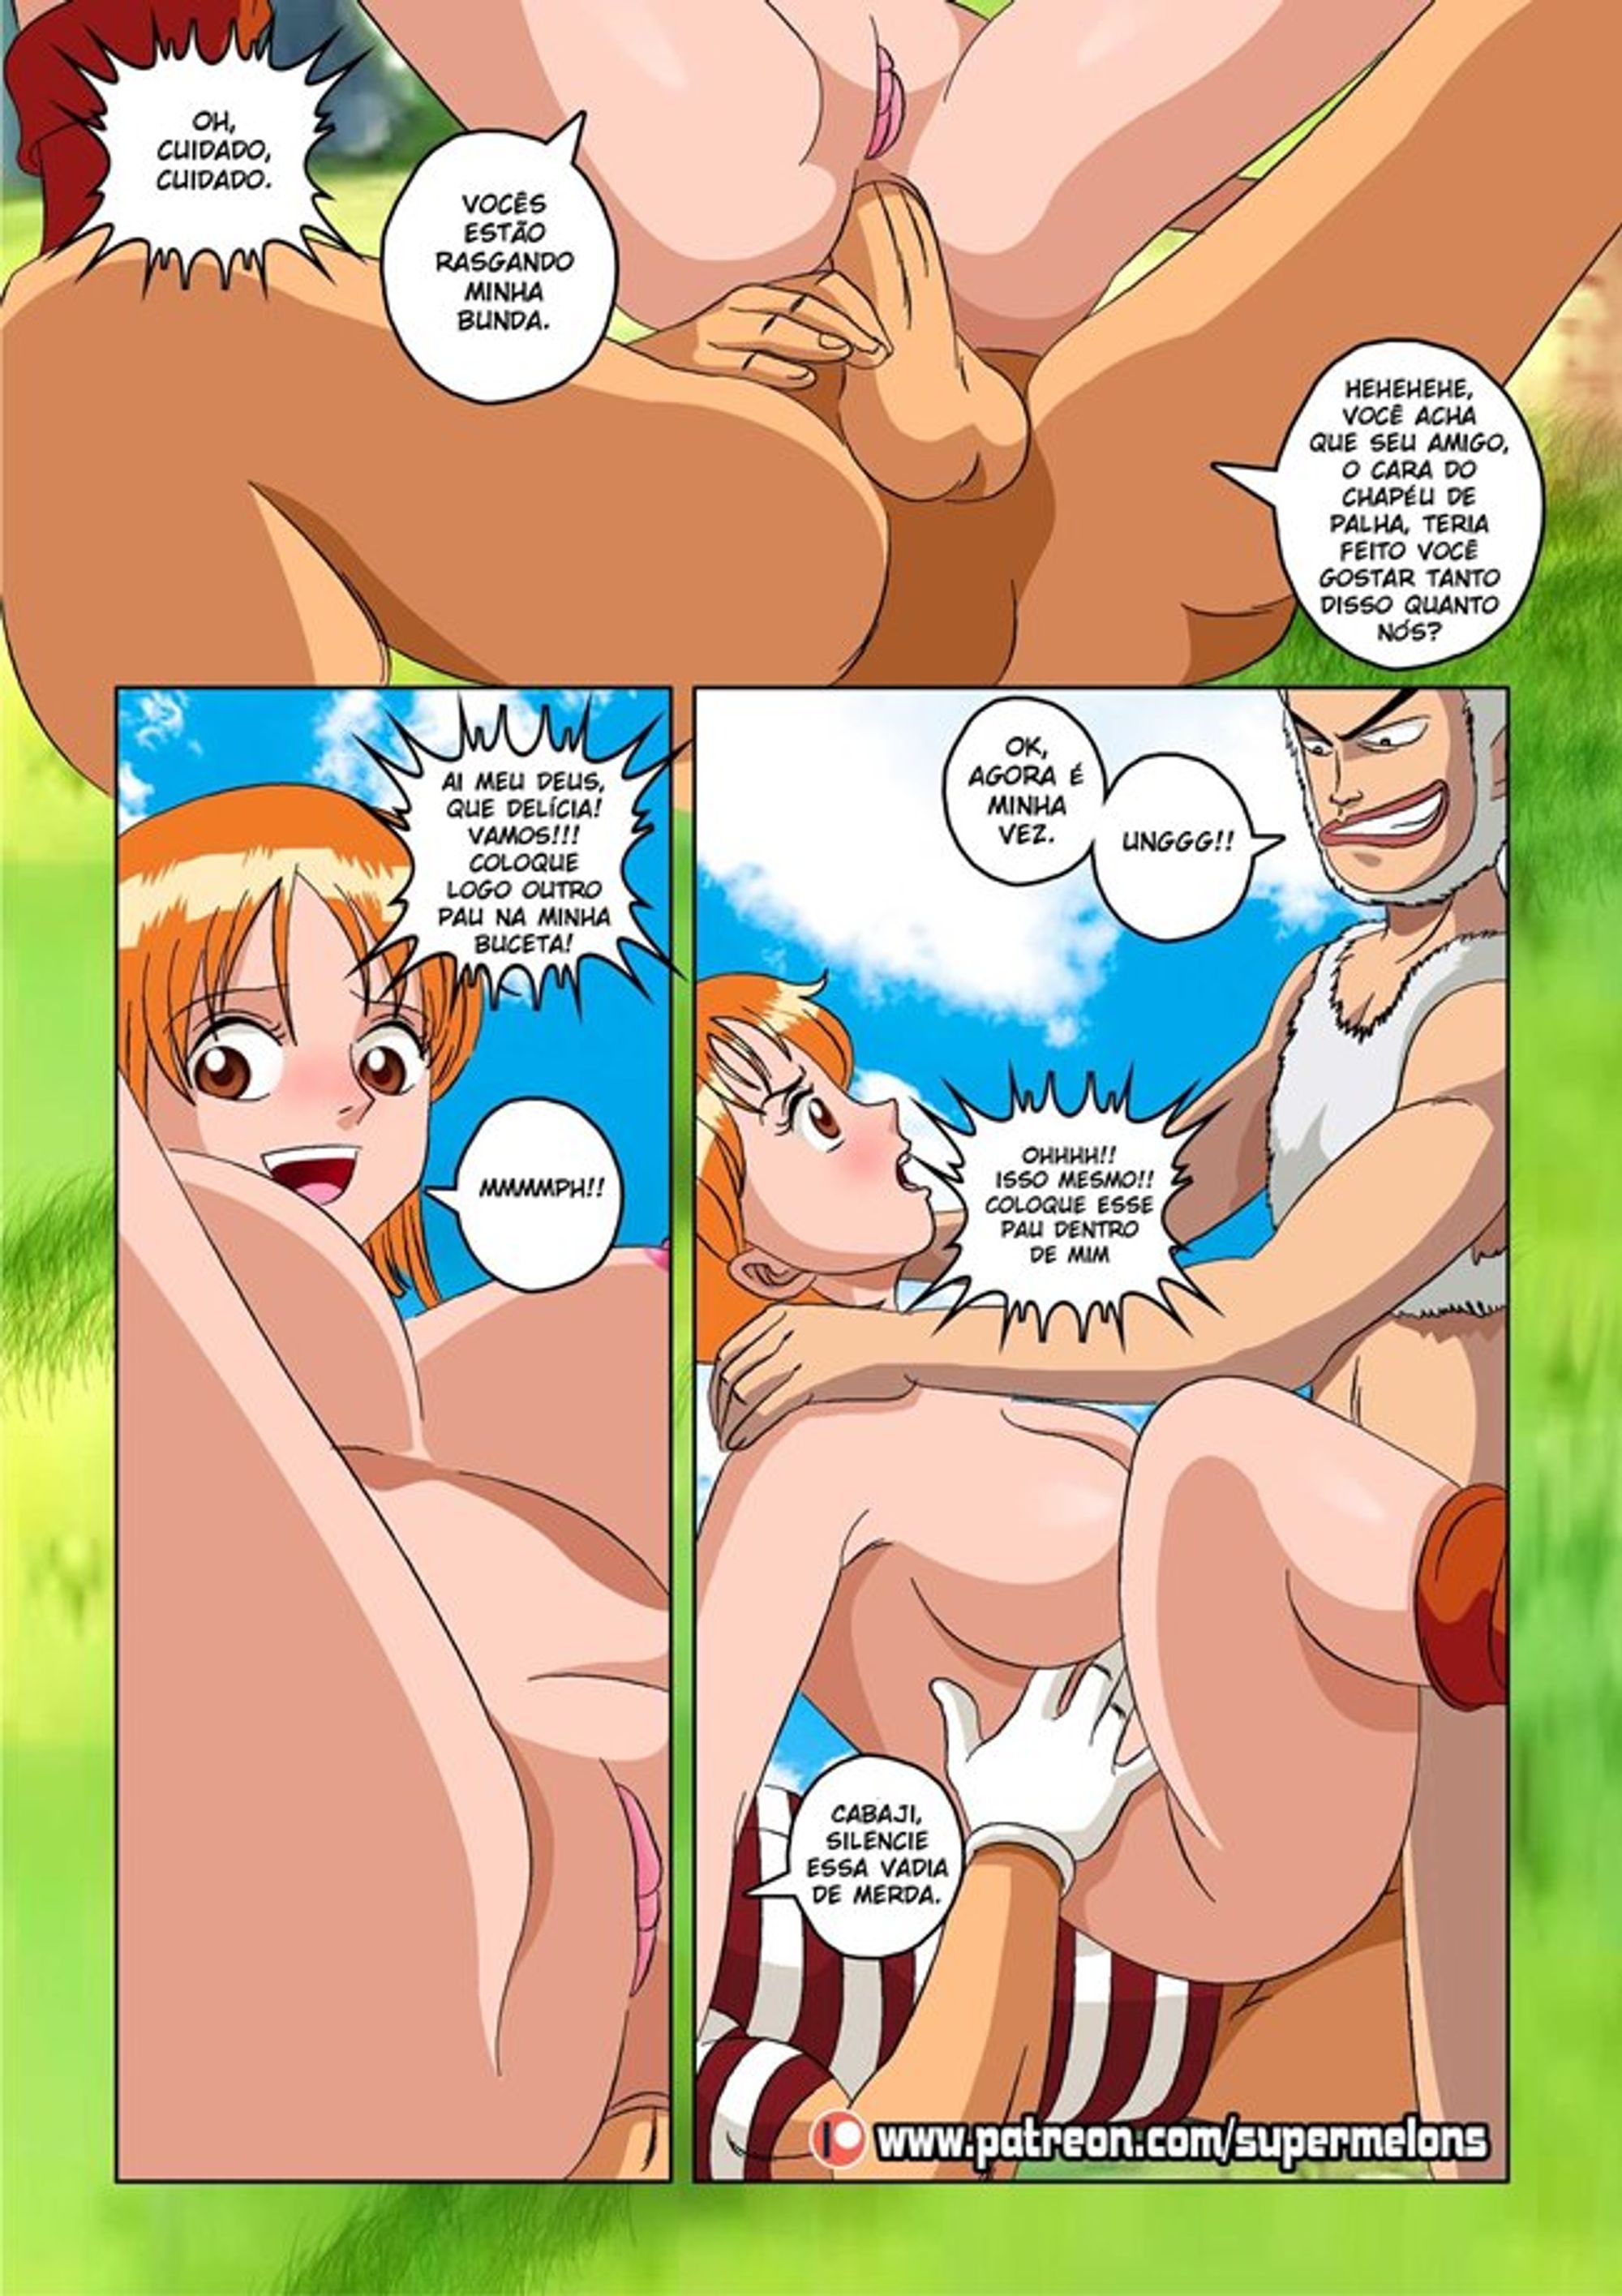 OH,
CUIDADO,
CUIDADO.
VOCÊS
ESTÃO
RASGANDO
MINHA
BUNDA.
HEHEHEHE,
VOCÊ ACHA
QUE SEU AMIGO,
O CARA DO
CHAPÉU DE
PALHA, TERIA
FEITO VOCÊ
GOSTAR TANTO
DISSO QUANTO
NÓS?
AI MEU DEUS,
QUE DELÍCIA!
VAMOS!!!
COLOQUE
LOGO OUTRO
PAU NA MINHA
BUCETA!
MMMMPH!!
OK,
AGORA É
MINHA
VEZ.
UNGGG!!
OHHHH!!
ISSO MESMO!!
COLOQUE ESSE
PAU DENTRO
DE MIM
CABAJI,
SILENCIE
ESSA VADIA
DE MERDA.
www.patreon.com/supermelons